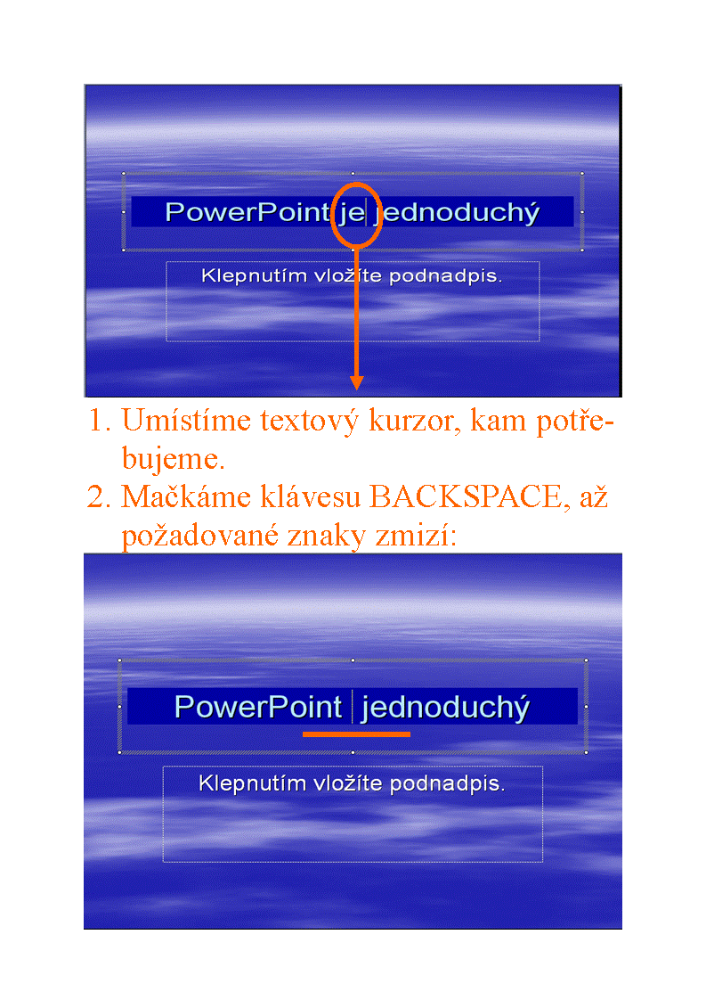 PowerPoint je jednoduchý
Klepnutím vložíte podnadpis.
1. Umístíme textový kurzor, kam potře-
bujeme.
2. Mačkáme klávesu BACKSPACE, až
požadované znaky zmizí:
PowerPoint  jednoduchý
Klepnutím vložíte podnadpis.